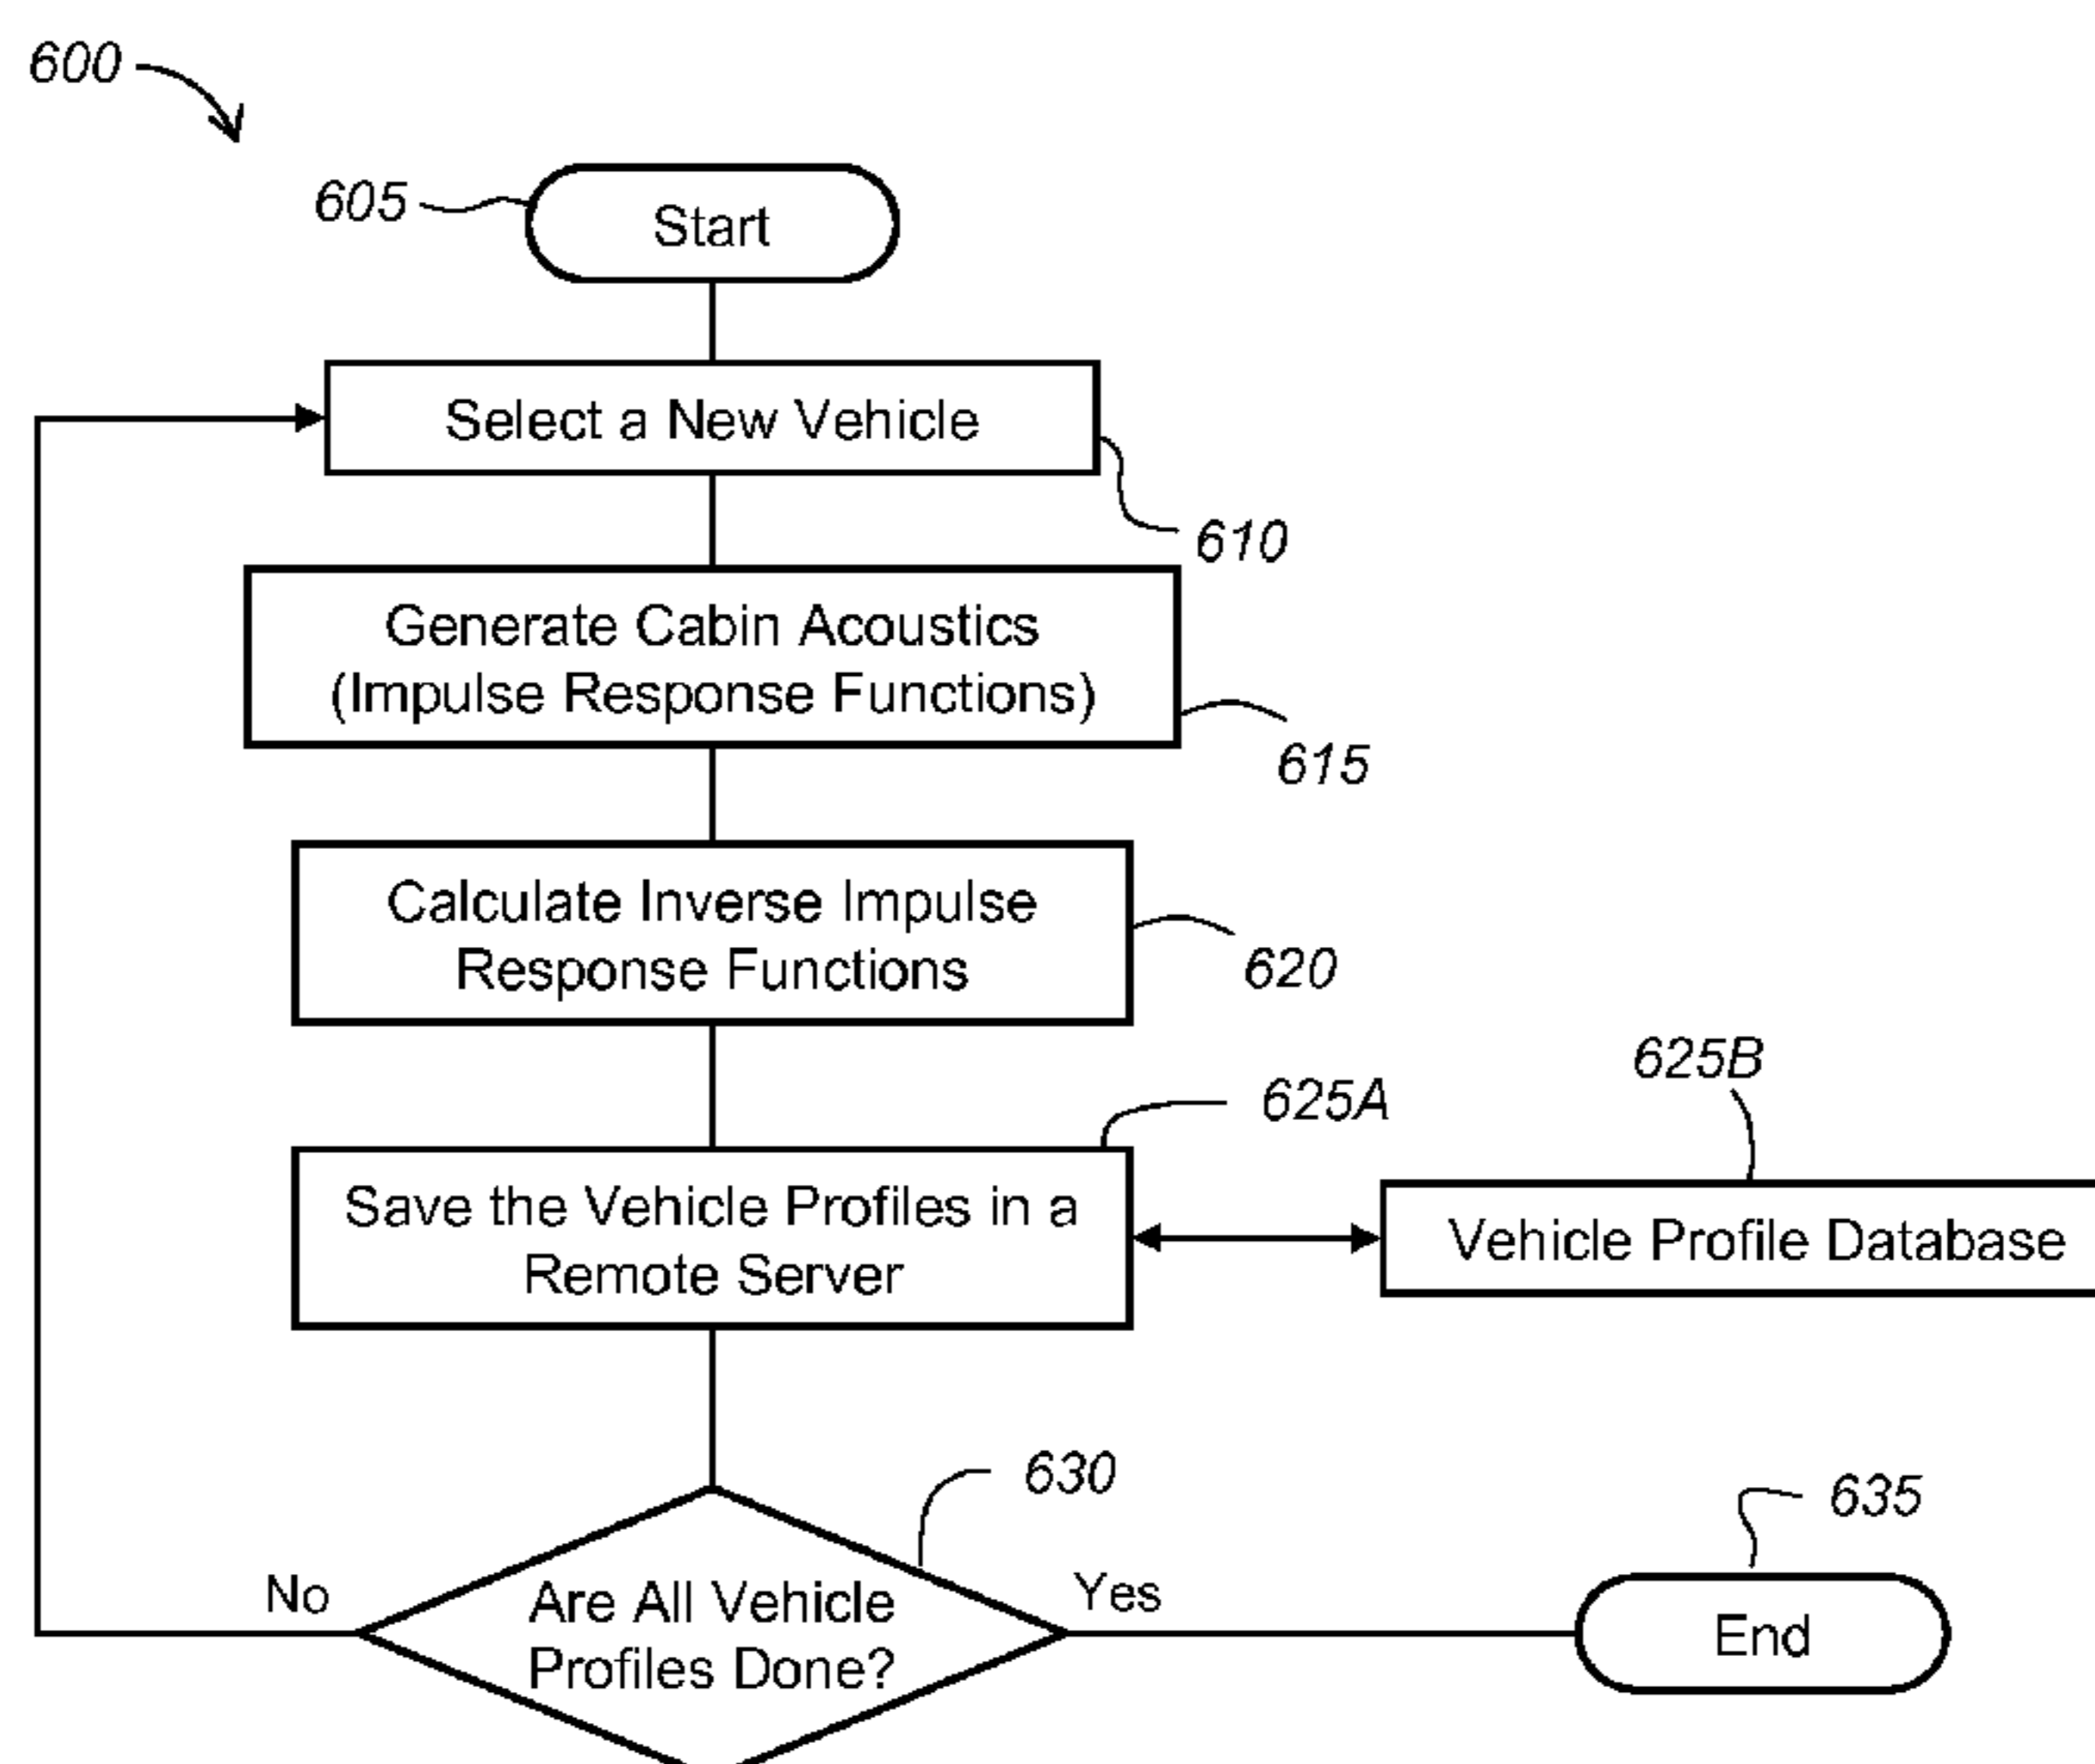 600
605
Start
Select a New Vehicle
610
Generate Cabin Acoustics
(Impulse Response Functions)
615
Calculate Inverse Impulse
Response Functions
620
625A
625B
Save the Vehicle Profiles in a
Remote Server
Vehicle Profile Database
630
635
No
Are All Vehicle
Profiles Done?
Yes
End